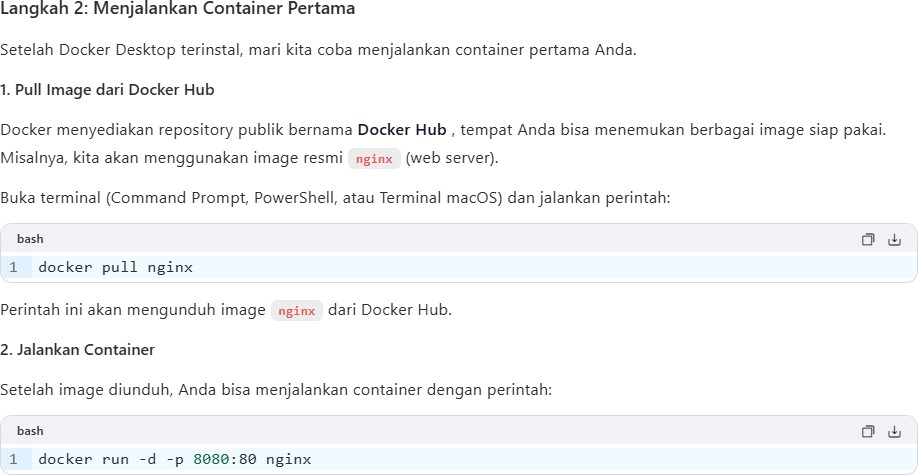 Langkah 2: Menjalankan Container Pertama
Setelah Docker Desktop terinstal, mari kita coba menjalankan container pertama Anda.
1. Pull Image dari Docker Hub
Docker menyediakan repository publik bernama Docker Hub , tempat Anda bisa menemukan berbagai image siap pakai.
Misalnya, kita akan menggunakan image resmi nginx (web server).
Buka terminal (Command Prompt, PowerShell, atau Terminal macOS) dan jalankan perintah:
bash
1 docker pull nginx
Perintah ini akan mengunduh image nginx dari Docker Hub.
2. Jalankan Container
Setelah image diunduh, Anda bisa menjalankan container dengan perintah:
bash
1 docker run -d -p 8080:80 nginx